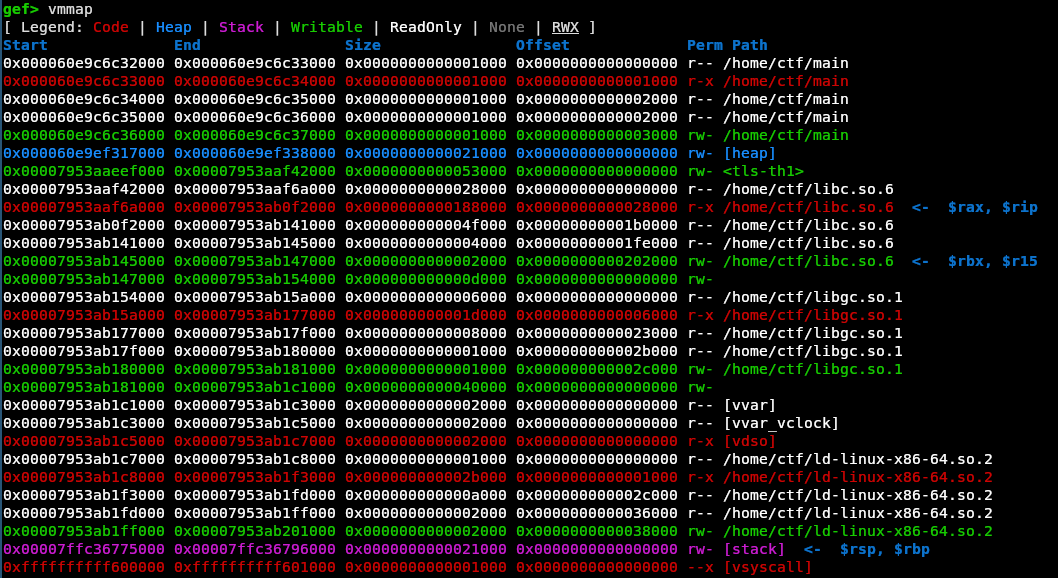 gef> vmmap
[ Legend: Code | Heap | Stack | Writable | ReadOnly | None | RWX ]
Start End Size Offset Perm Path
0x000060e9c6c32000 0x000060e9c6c33000 0x0000000000001000 0x0000000000000000 r-- /home/ctf/main
0x000060e9c6c33000 0x000060e9c6c34000 0x0000000000001000 0x0000000000001000 r-x /home/ctf/main
0x000060e9c6c34000 0x000060e9c6c35000 0x0000000000001000 0x0000000000002000 r-- /home/ctf/main
0x000060e9c6c35000 0x000060e9c6c36000 0x0000000000001000 0x0000000000002000 r-- /home/ctf/main
0x000060e9c6c36000 0x000060e9c6c37000 0x0000000000001000 0x0000000000003000 rw- /home/ctf/main
0x000060e9ef317000 0x000060e9ef338000 0x0000000000021000 0x0000000000000000 rw- [heap]
0x00007953aaeef000 0x00007953aaf42000 0x0000000000053000 0x0000000000000000 rw- <tls-th1>
0x00007953aaf42000 0x00007953aaf6a000 0x0000000000028000 0x0000000000000000 r-- /home/ctf/libc.so.6
0x00007953aaf6a000 0x00007953ab0f2000 0x0000000000188000 0x0000000000028000 r-x /home/ctf/libc.so.6 <- $rax, $rip
0x00007953ab0f2000 0x00007953ab141000 0x000000000004f000 0x00000000001b0000 r-- /home/ctf/libc.so.6
0x00007953ab141000 0x00007953ab145000 0x0000000000004000 0x00000000001fe000 r-- /home/ctf/libc.so.6
0x00007953ab145000 0x00007953ab147000 0x0000000000002000 0x0000000000202000 rw- /home/ctf/libc.so.6 <- $rbx, $r15
0x00007953ab147000 0x00007953ab154000 0x000000000000d000 0x0000000000000000 rw-
0x00007953ab154000 0x00007953ab15a000 0x0000000000006000 0x0000000000000000 r-- /home/ctf/libgc.so.1
0x00007953ab15a000 0x00007953ab177000 0x000000000001d000 0x0000000000006000 r-x /home/ctf/libgc.so.1
0x00007953ab177000 0x00007953ab17f000 0x0000000000008000 0x0000000000023000 r-- /home/ctf/libgc.so.1
0x00007953ab17f000 0x00007953ab180000 0x0000000000001000 0x000000000002b000 r-- /home/ctf/libgc.so.1
0x00007953ab180000 0x00007953ab181000 0x0000000000001000 0x000000000002c000 rw- /home/ctf/libgc.so.1
0x00007953ab181000 0x00007953ab1c1000 0x0000000000040000 0x0000000000000000 rw-
0x00007953ab1c1000 0x00007953ab1c3000 0x0000000000002000 0x0000000000000000 r-- [vvar]
0x00007953ab1c3000 0x00007953ab1c5000 0x0000000000002000 0x0000000000000000 r-- [vvar_vclock]
0x00007953ab1c5000 0x00007953ab1c7000 0x0000000000002000 0x0000000000000000 r-x [vdso]
0x00007953ab1c7000 0x00007953ab1c8000 0x0000000000001000 0x0000000000000000 r-- /home/ctf/ld-linux-x86-64.so.2
0x00007953ab1c8000 0x00007953ab1f3000 0x000000000002b000 0x0000000000001000 r-x /home/ctf/ld-linux-x86-64.so.2
0x00007953ab1f3000 0x00007953ab1fd000 0x000000000000a000 0x000000000002c000 r-- /home/ctf/ld-linux-x86-64.so.2
0x00007953ab1fd000 0x00007953ab1ff000 0x0000000000002000 0x0000000000036000 r-- /home/ctf/ld-linux-x86-64.so.2
0x00007953ab1ff000 0x00007953ab201000 0x0000000000002000 0x0000000000038000 rw- /home/ctf/ld-linux-x86-64.so.2
0x00007ffc36775000 0x00007ffc36796000 0x0000000000021000 0x0000000000000000 rw- [stack] <- $rsp, $rbp
0xffffffffff600000 0xffffffffff601000 0x0000000000001000 0x0000000000000000 --x [vsyscall]